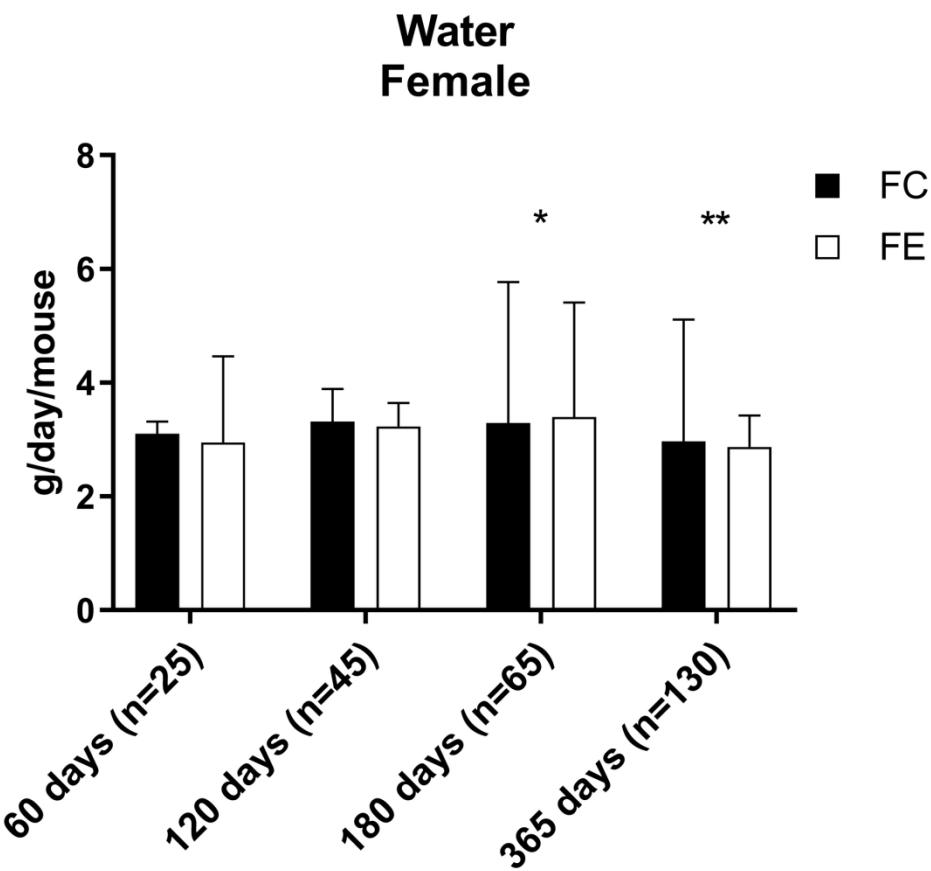 Water
Female
8
6
4
2
0
g/day/mouse
*
**
FC
FE
60 days (n=25)
120 days (n=45)
180 days (n=65)
365 days (n=130)